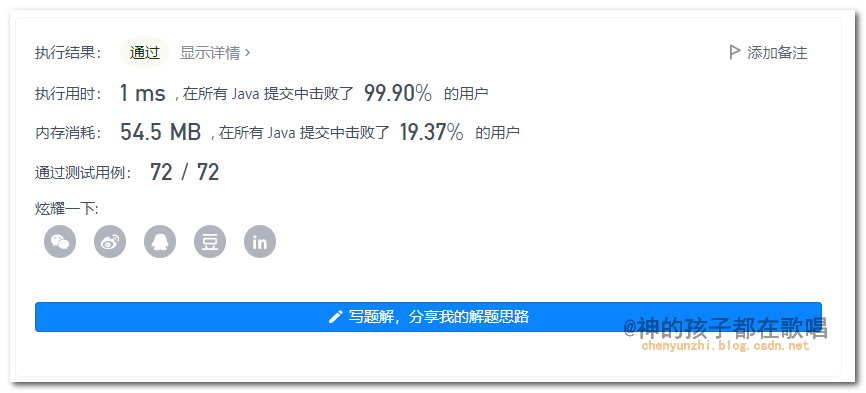 执行结果： 通过 显示详情 › 添加备注
执行用时： 1 ms , 在所有 Java 提交中击败了 99.90% 的用户
内存消耗： 54.5 MB , 在所有 Java 提交中击败了 19.37% 的用户
通过测试用例： 72 / 72
炫耀一下:
豆 in
写题解，分享我的解题思路
@神的孩子都在歌唱
chenyunzhi.blog.csdn.net